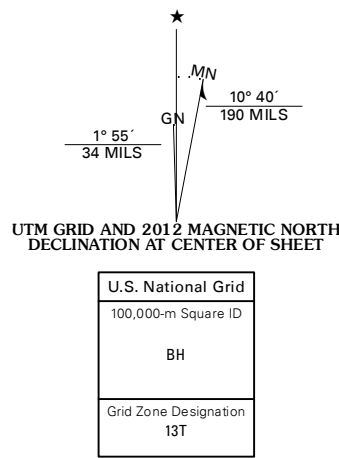 ★
MN
GN
10° 40´
190 MILS
1° 55´
34 MILS
UTM GRID AND 2012 MAGNETIC NORTH
DECLINATION AT CENTER OF SHEET
U.S. National Grid
100,000-m Square ID
BH
Grid Zone Designation
13T